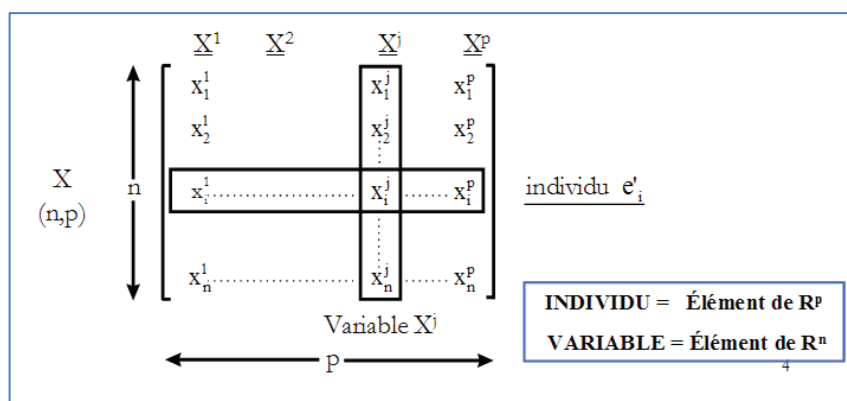 X¹ X² Xʲ Xᵖ
x₁¹ x₁ʲ x₁ᵖ
x₂¹ x₂ʲ x₂ᵖ
X n xᵢ¹ ........................ xᵢʲ ...... xᵢᵖ individu e'ᵢ
(n,p)
xₙ¹ ........................ xₙʲ ...... xₙᵖ
Variable Xʲ
p
INDIVIDU = Élément de Rᵖ
VARIABLE = Élément de Rⁿ
4